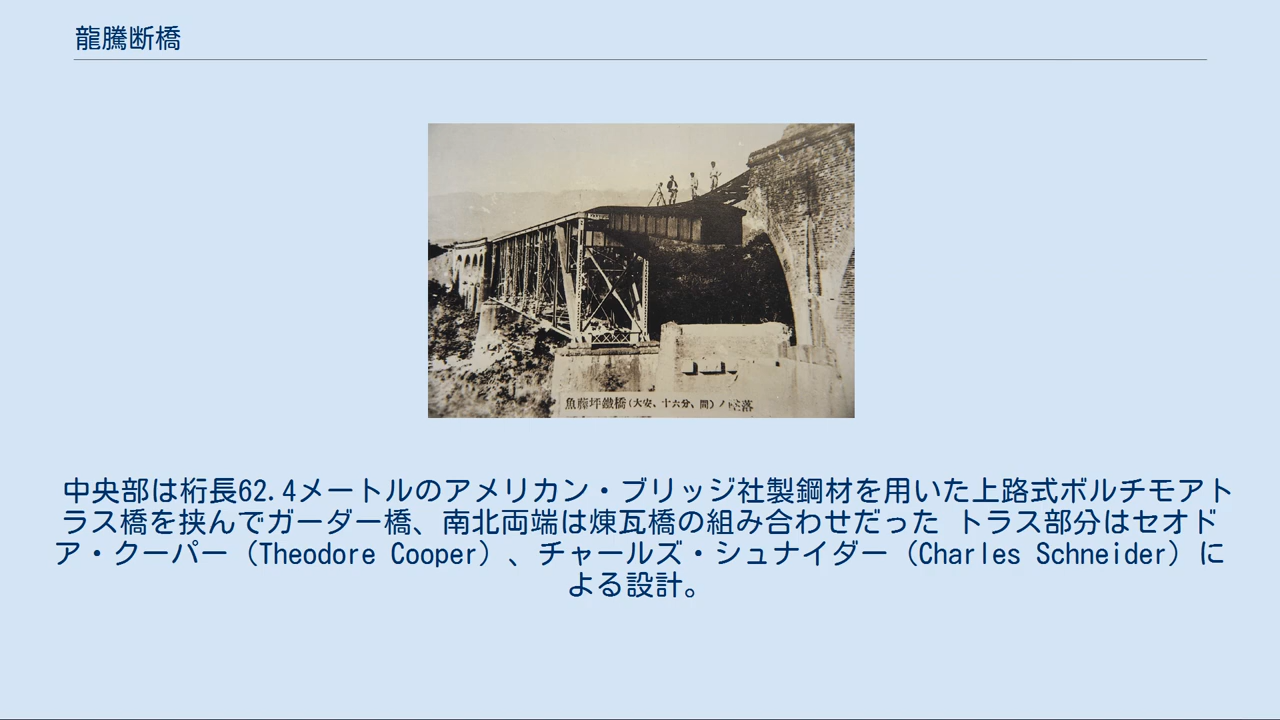 龍騰断橋
魚藤坪鐵橋(大安、十六分、間)
中央部は桁長62.4メートルのアメリカン・ブリッジ社製鋼材を用いた上路式ボルチモアト
ラス橋を挟んでガーダー橋、南北両端は煉瓦橋の組み合わせだった トラス部分はセオド
ア・クーパー（Theodore Cooper）、チャールズ・シュナイダー（Charles Schneider）に
よる設計。